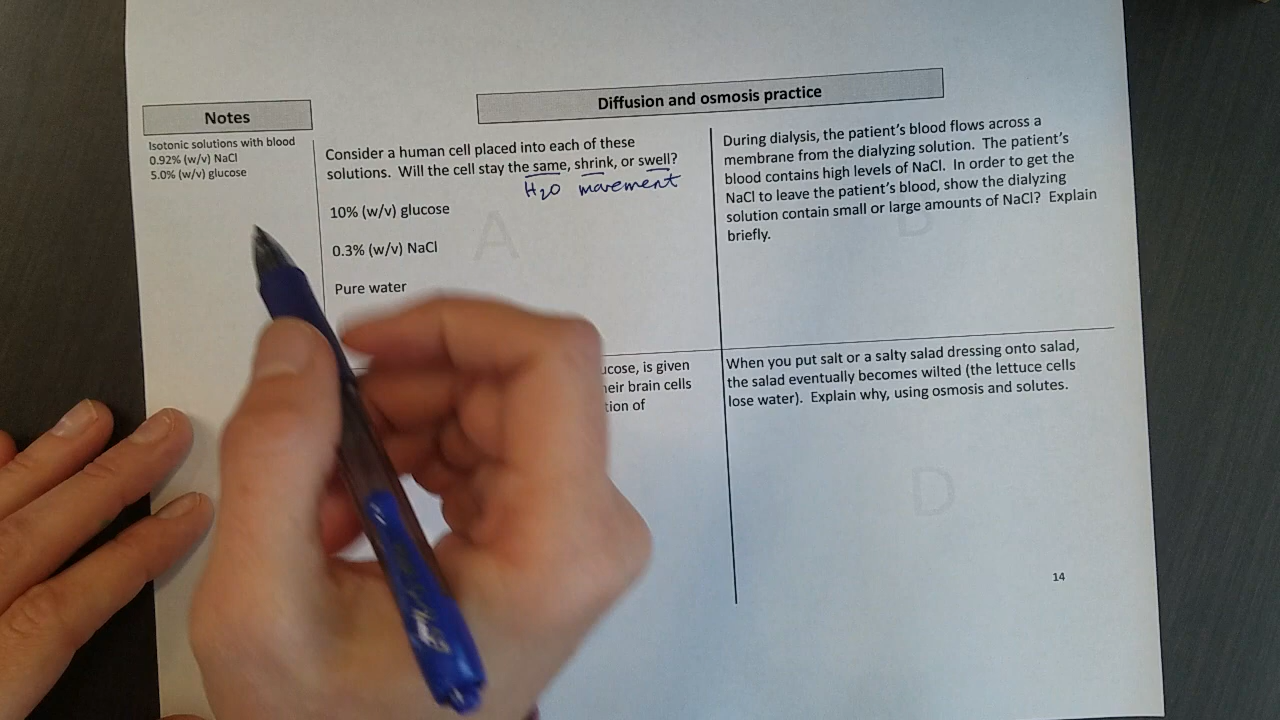 Notes
Isotonic solutions with blood
0.92% (w/v) NaCl
5.0% (w/v) glucose
Diffusion and osmosis practice
Consider a human cell placed into each of these
solutions. Will the cell stay the same, shrink, or swell?
H2O movement
10% (w/v) glucose
0.3% (w/v) NaCl
Pure water
A
During dialysis, the patient's blood flows across a
membrane from the dialyzing solution. The patient's
blood contains high levels of NaCl. In order to get the
NaCl to leave the patient's blood, show the dialyzing
solution contain small or large amounts of NaCl? Explain
briefly.
B
is given
brain cells
of
When you put salt or a salty salad dressing onto salad,
the salad eventually becomes wilted (the lettuce cells
lose water). Explain why, using osmosis and solutes.
D
14